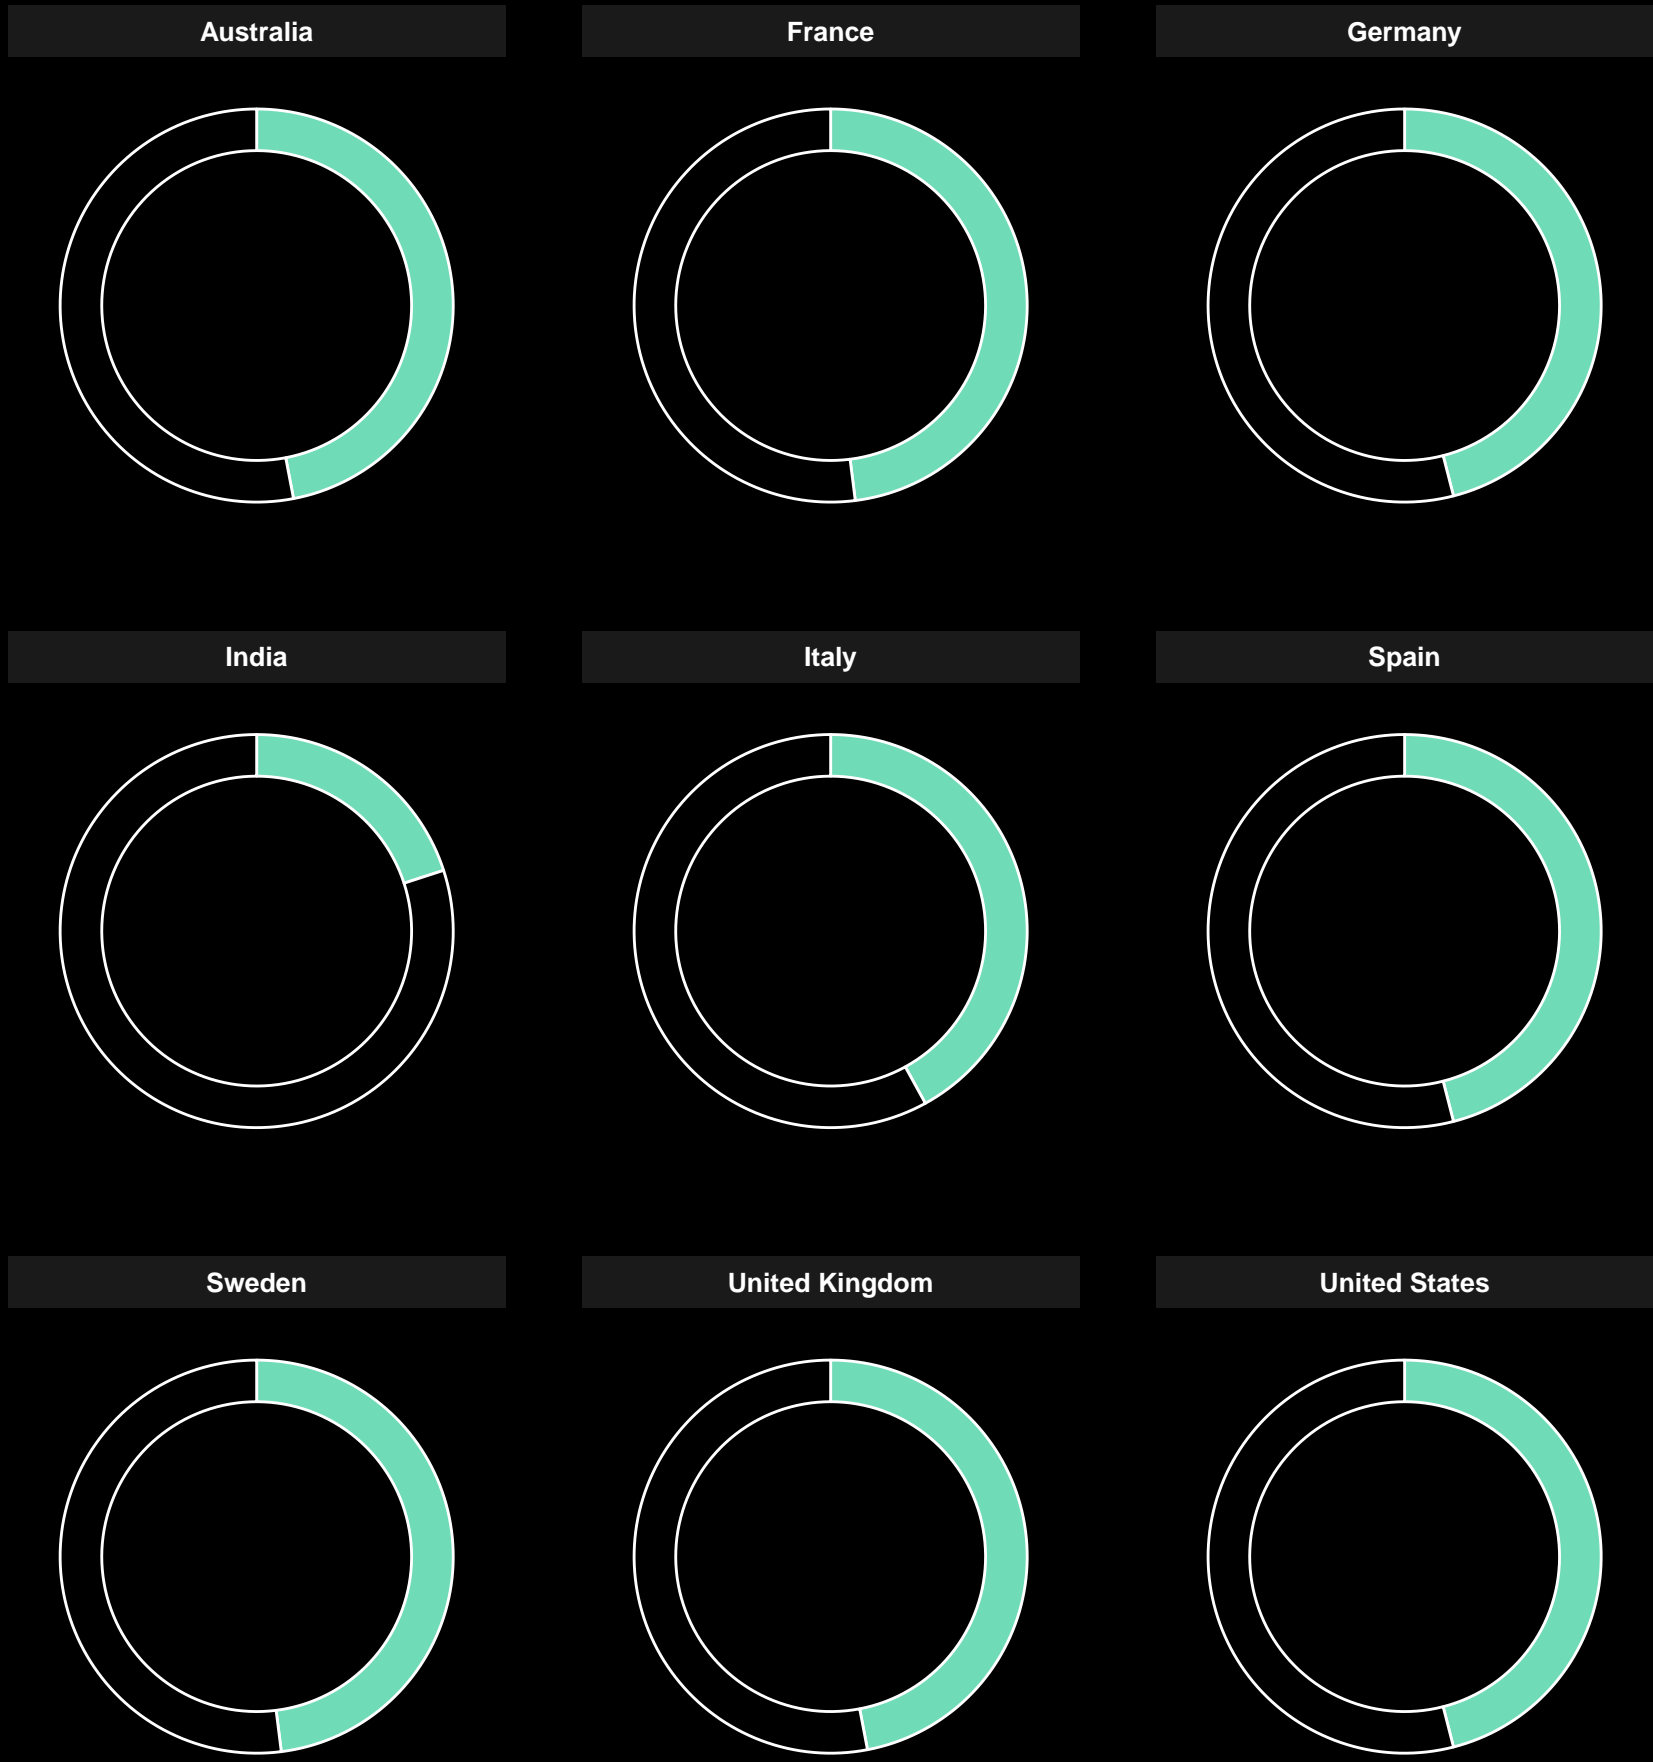 Australia
France
Germany
India
Italy
Spain
Sweden
United Kingdom
United States